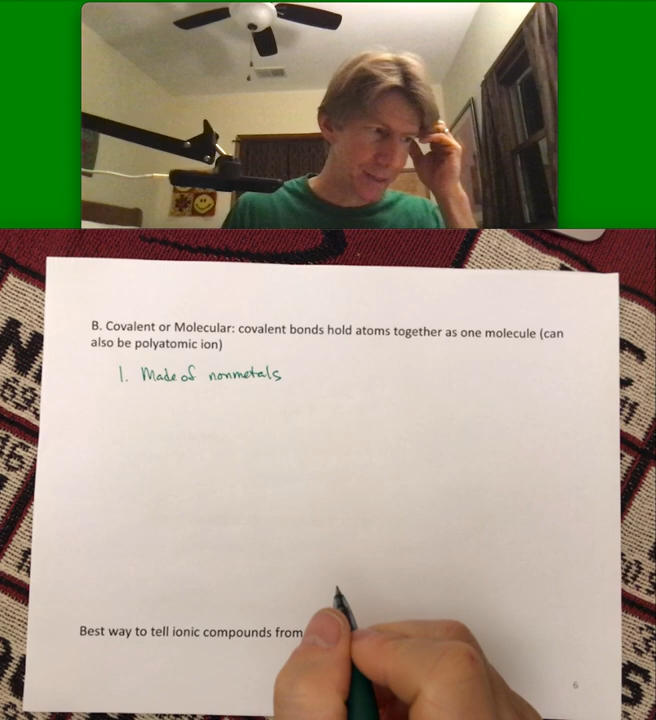 B. Covalent or Molecular: covalent bonds hold atoms together as one molecule (can
also be polyatomic ion)
1. Made of nonmetals
Best way to tell ionic compounds from
6